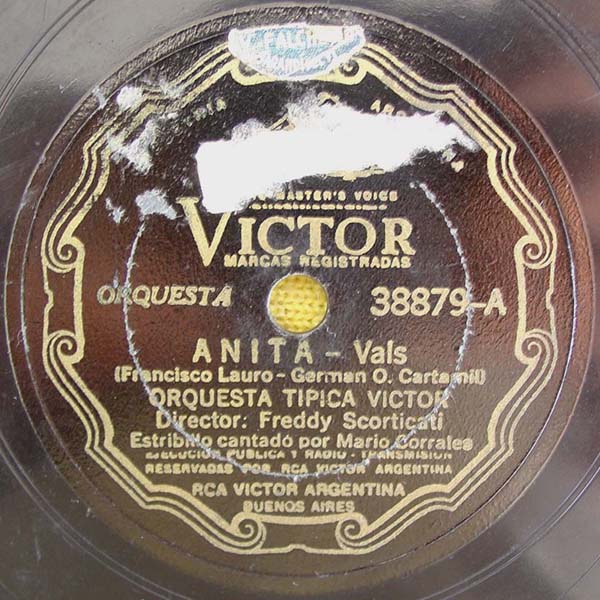 MASTER'S VOICE
VICTOR
MARCAS REGISTRADAS
ORQUESTA 38879-A
ANITA - Vals
(Francisco Lauro - German O. Cartamil)
ORQUESTA TIPICA VICTOR
Director: Freddy Scorticati
Estribillo cantado por Mario Corrales
EJECUCION PUBLICA Y RADIO - TRANSMISION
RESERVADAS POR RCA VICTOR ARGENTINA
RCA VICTOR ARGENTINA
BUENOS AIRES